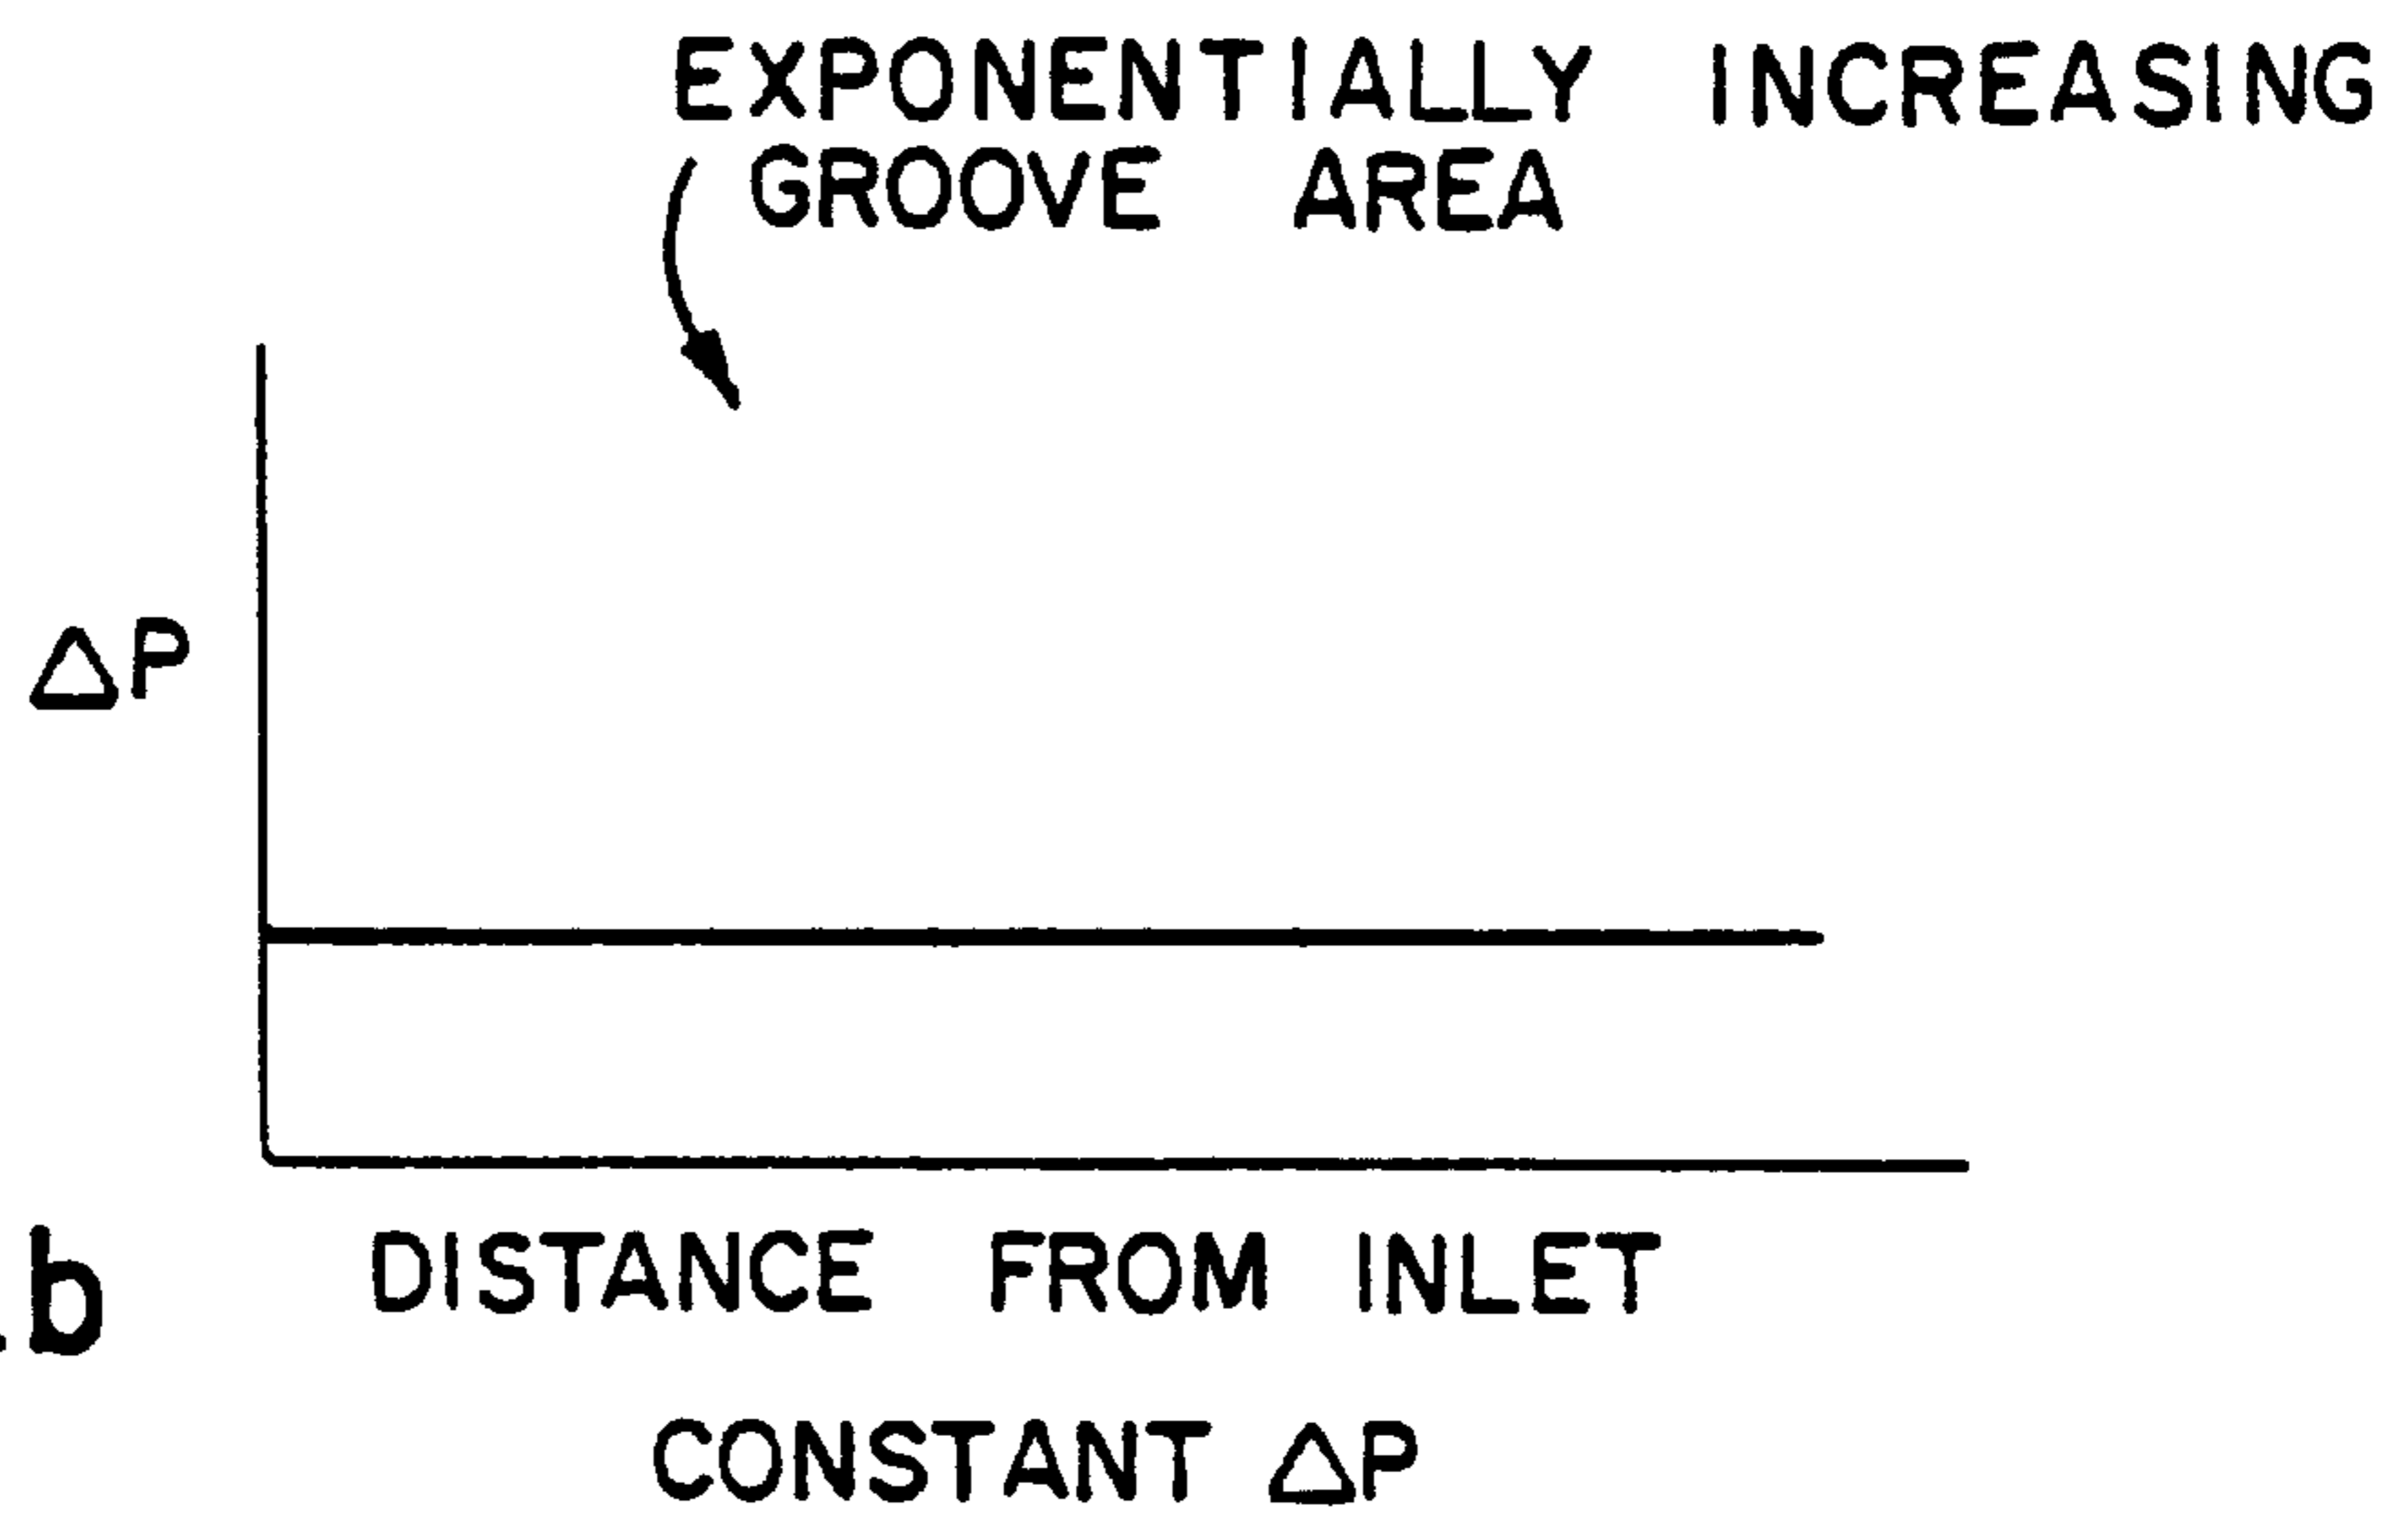 EXPONENTIALLY INCREASING
GROOVE AREA
ΔP
DISTANCE FROM INLET
b
CONSTANT ΔP